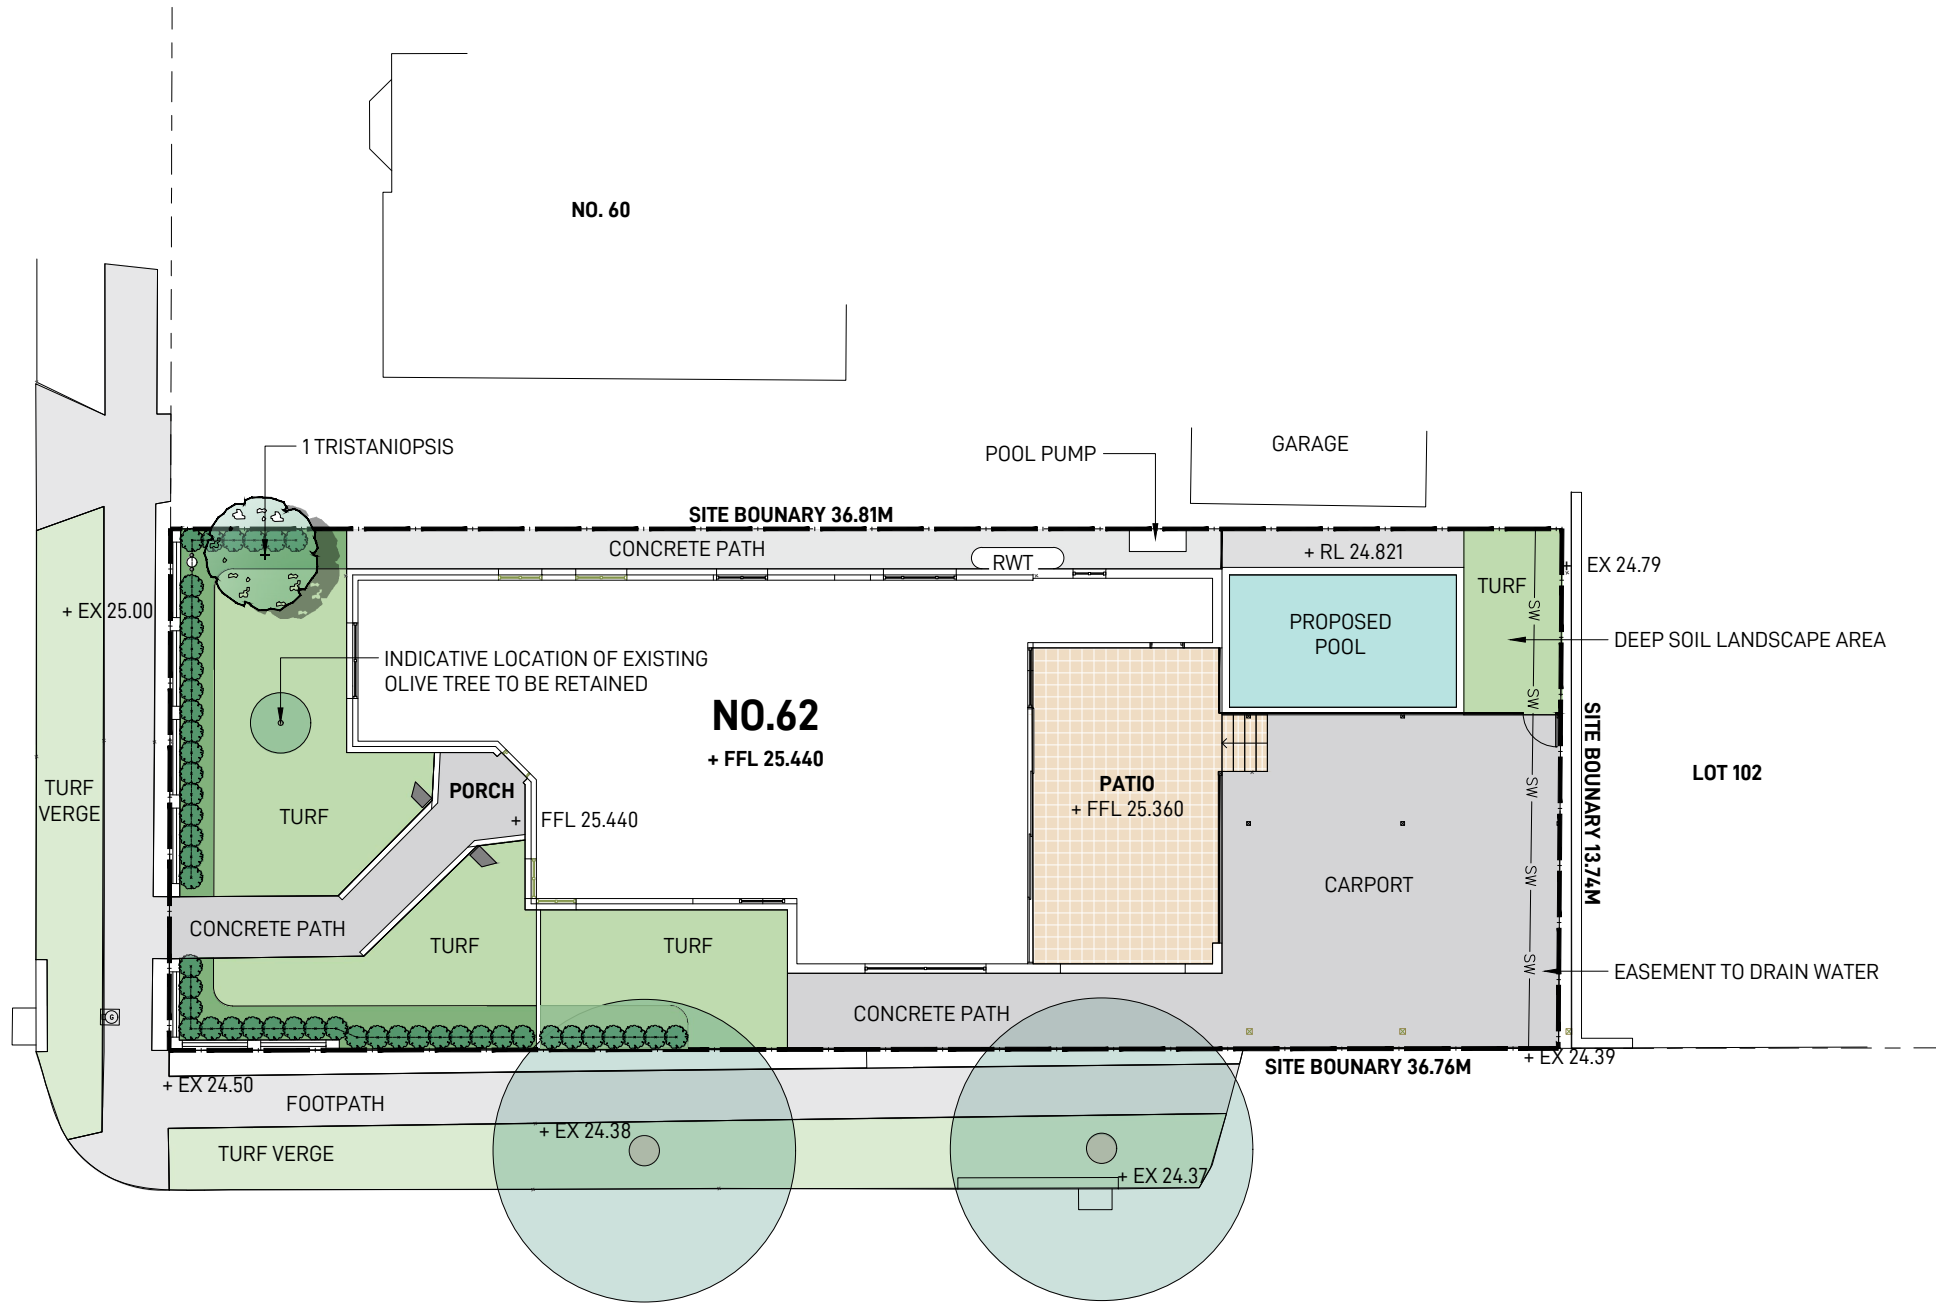 NO. 60
1 TRISTANIOPSIS
POOL PUMP
GARAGE
SITE BOUNARY 36.81M
CONCRETE PATH
RWT
+ RL 24.821
TURF
EX 24.79
+ EX 25.00
PROPOSED
POOL
SW
DEEP SOIL LANDSCAPE AREA
INDICATIVE LOCATION OF EXISTING
OLIVE TREE TO BE RETAINED
NO.62
+ FFL 25.440
SW
SITE BOUNARY 13.74M
LOT 102
TURF
VERGE
PORCH
+ FFL 25.440
TURF
PATIO
+ FFL 25.360
SW
CARPORT
SW
CONCRETE PATH
TURF
TURF
SW
EASEMENT TO DRAIN WATER
G
CONCRETE PATH
SITE BOUNARY 36.76M
+ EX 24.39
+ EX 24.50
FOOTPATH
+ EX 24.38
TURF VERGE
+ EX 24.37